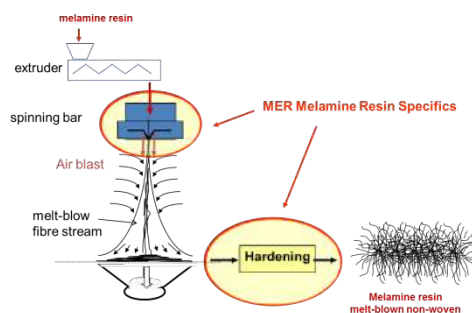 melamine resin
extruder
spinning bar
MER Melamine Resin Specifics
Air blast
melt-blow
fibre stream
Hardening
Melamine resin
melt-blown non-woven